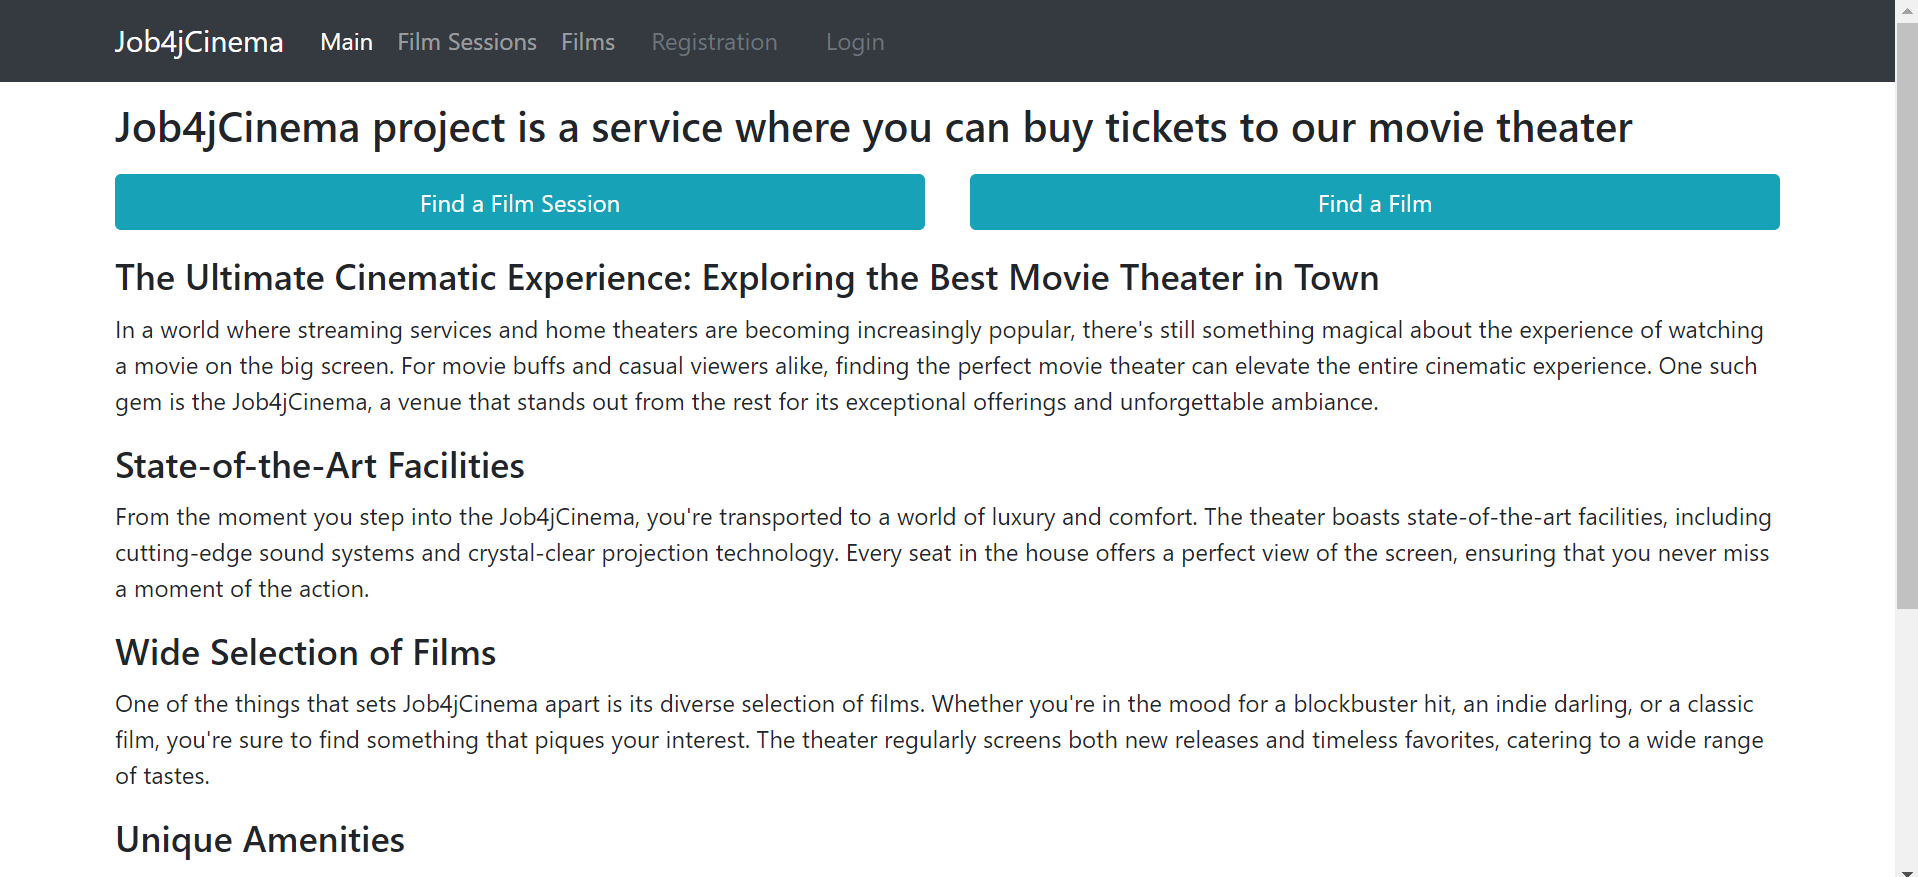 Job4jCinema Main Film Sessions Films Registration Login
Job4jCinema project is a service where you can buy tickets to our movie theater
Find a Film Session Find a Film
The Ultimate Cinematic Experience: Exploring the Best Movie Theater in Town
In a world where streaming services and home theaters are becoming increasingly popular, there's still something magical about the experience of watching
a movie on the big screen. For movie buffs and casual viewers alike, finding the perfect movie theater can elevate the entire cinematic experience. One such
gem is the Job4jCinema, a venue that stands out from the rest for its exceptional offerings and unforgettable ambiance.
State-of-the-Art Facilities
From the moment you step into the Job4jCinema, you're transported to a world of luxury and comfort. The theater boasts state-of-the-art facilities, including
cutting-edge sound systems and crystal-clear projection technology. Every seat in the house offers a perfect view of the screen, ensuring that you never miss
a moment of the action.
Wide Selection of Films
One of the things that sets Job4jCinema apart is its diverse selection of films. Whether you're in the mood for a blockbuster hit, an indie darling, or a classic
film, you're sure to find something that piques your interest. The theater regularly screens both new releases and timeless favorites, catering to a wide range
of tastes.
Unique Amenities